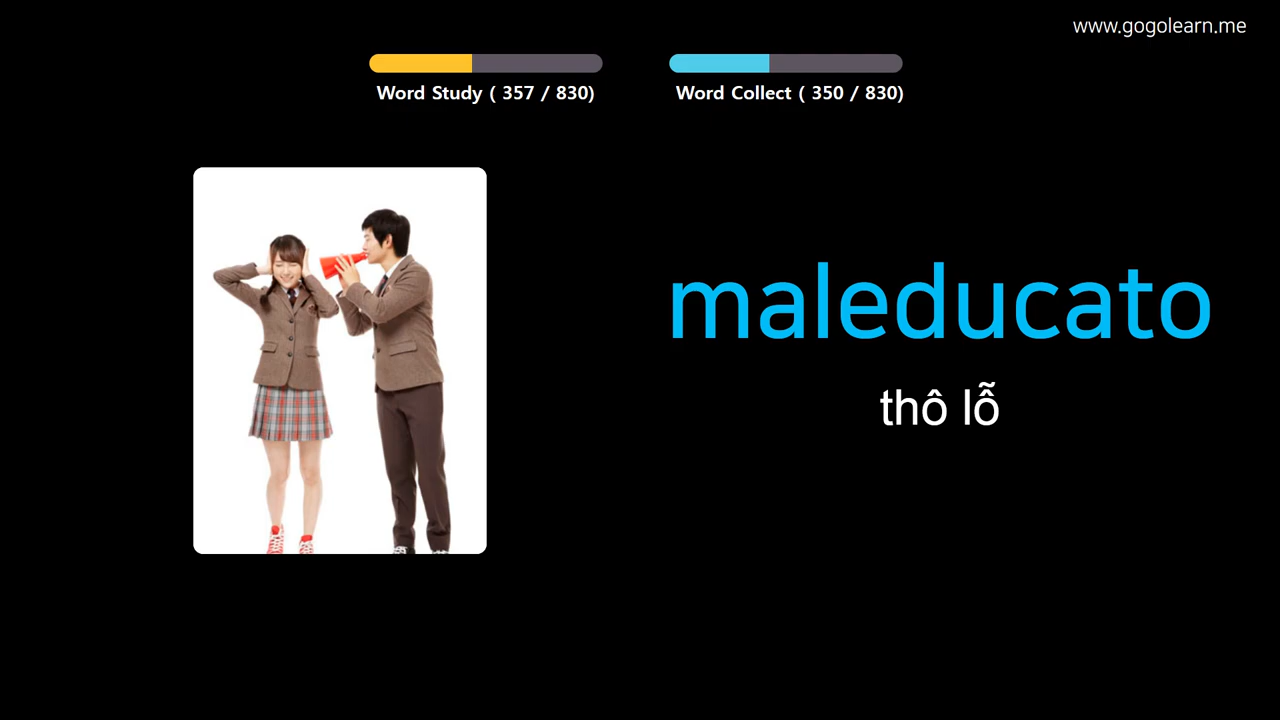 www.gogolearn.me
Word Study ( 357 / 830)
Word Collect ( 350 / 830)
maleducato
thô lỗ